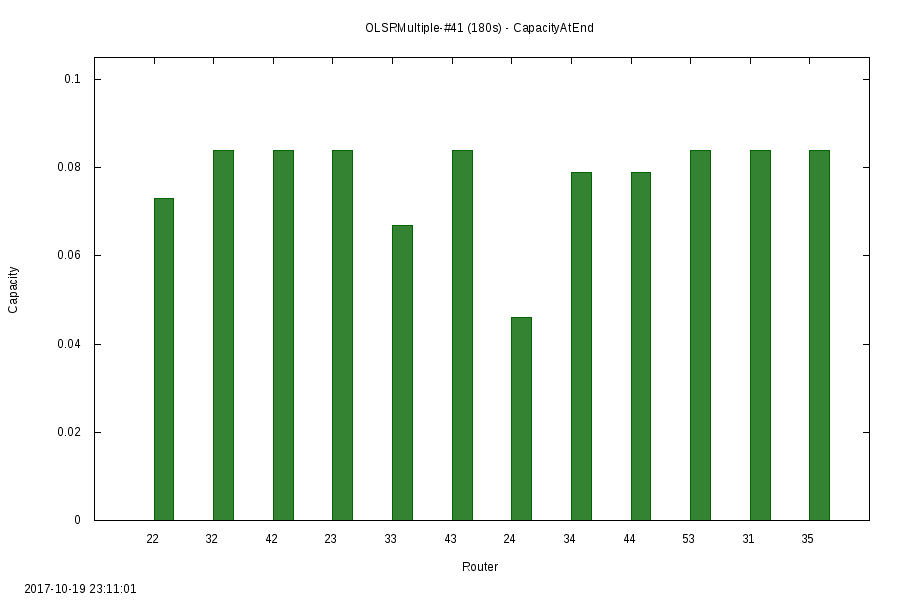 OLSRMultiple-#41 (180s) - CapacityAtEnd
0.1
0.08
0.06
0.04
0.02
0
Capacity
22 32 42 23 33 43 24 34 44 53 31 35
Router
2017-10-19 23:11:01